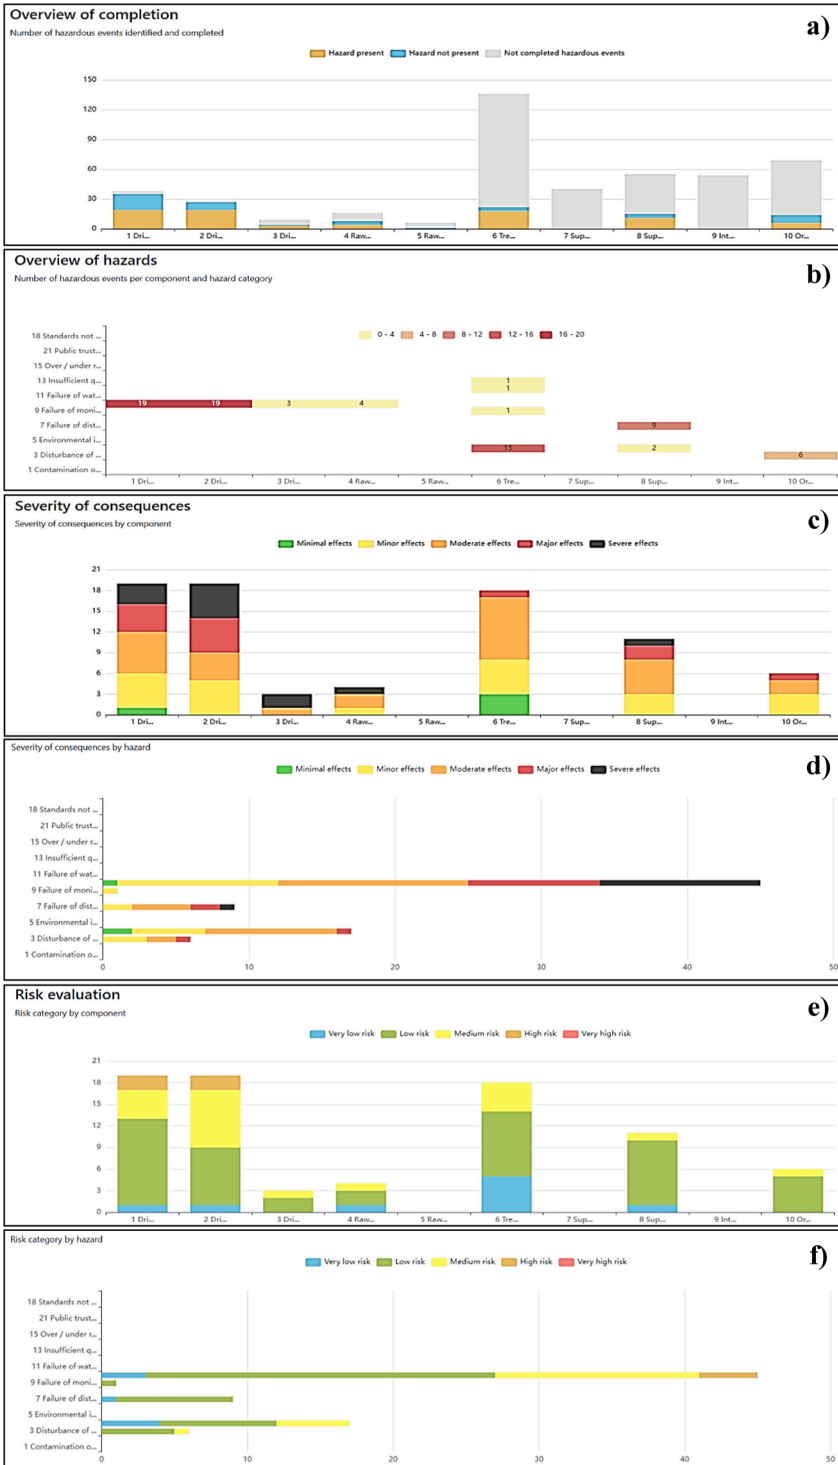 Overview of completion
a)
Number of hazardous events identified and completed
Hazard present Hazard not present Not completed hazardous events
150
120
90
60
30
0
1 Dri... 2 Dri... 3 Dri... 4 Raw... 5 Raw... 6 Tre... 7 Sup... 8 Sup... 9 Int... 10 Or...
Overview of hazards
b)
Number of hazardous events per component and hazard category
0 - 4 4 - 8 8 - 12 12 - 16 16 - 20
18 Standards not ...
21 Public trust...
15 Over / under r...
13 Insufficient q... 1
11 Failure of wat... 1
19 19 3 4
9 Failure of moni... 1
7 Failure of dist... 9
5 Environmental i...
15 2
3 Disturbance of ... 6
1 Contamination o...
1 Dri... 2 Dri... 3 Dri... 4 Raw... 5 Raw... 6 Tre... 7 Sup... 8 Sup... 9 Int... 10 Or...
Severity of consequences
c)
Severity of consequences by component
Minimal effects Minor effects Moderate effects Major effects Severe effects
21
18
15
12
9
6
3
0
1 Dri... 2 Dri... 3 Dri... 4 Raw... 5 Raw... 6 Tre... 7 Sup... 8 Sup... 9 Int... 10 Or...
Severity of consequences by hazard
d)
Minimal effects Minor effects Moderate effects Major effects Severe effects
18 Standards not ...
21 Public trust...
15 Over / under r...
13 Insufficient q...
11 Failure of wat...
9 Failure of moni...
7 Failure of dist...
5 Environmental i...
3 Disturbance of ...
1 Contamination o...
0 10 20 30 40 50
Risk evaluation
e)
Risk category by component
Very low risk Low risk Medium risk High risk Very high risk
21
18
15
12
9
6
3
0
1 Dri... 2 Dri... 3 Dri... 4 Raw... 5 Raw... 6 Tre... 7 Sup... 8 Sup... 9 Int... 10 Or...
Risk category by hazard
f)
Very low risk Low risk Medium risk High risk Very high risk
18 Standards not ...
21 Public trust...
15 Over / under r...
13 Insufficient q...
11 Failure of wat...
9 Failure of moni...
7 Failure of dist...
5 Environmental i...
3 Disturbance of ...
1 Contamination o...
0 10 20 30 40 50